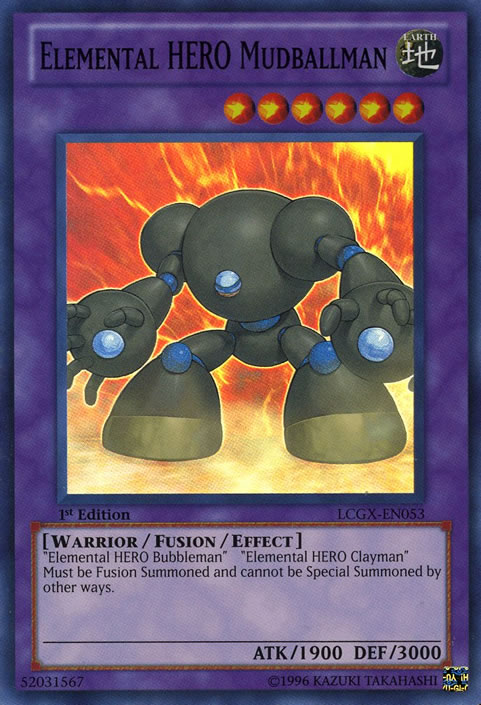 ELEMENTAL HERO MUDBALLMAN
EARTH
地
1st Edition
LCGX-EN053
[WARRIOR / FUSION / EFFECT]
"Elemental HERO Bubbleman" "Elemental HERO Clayman"
Must be Fusion Summoned and cannot be Special Summoned by
other ways.
ATK/1900 DEF/3000
52031567
©1996 KAZUKI TAKAHASHI